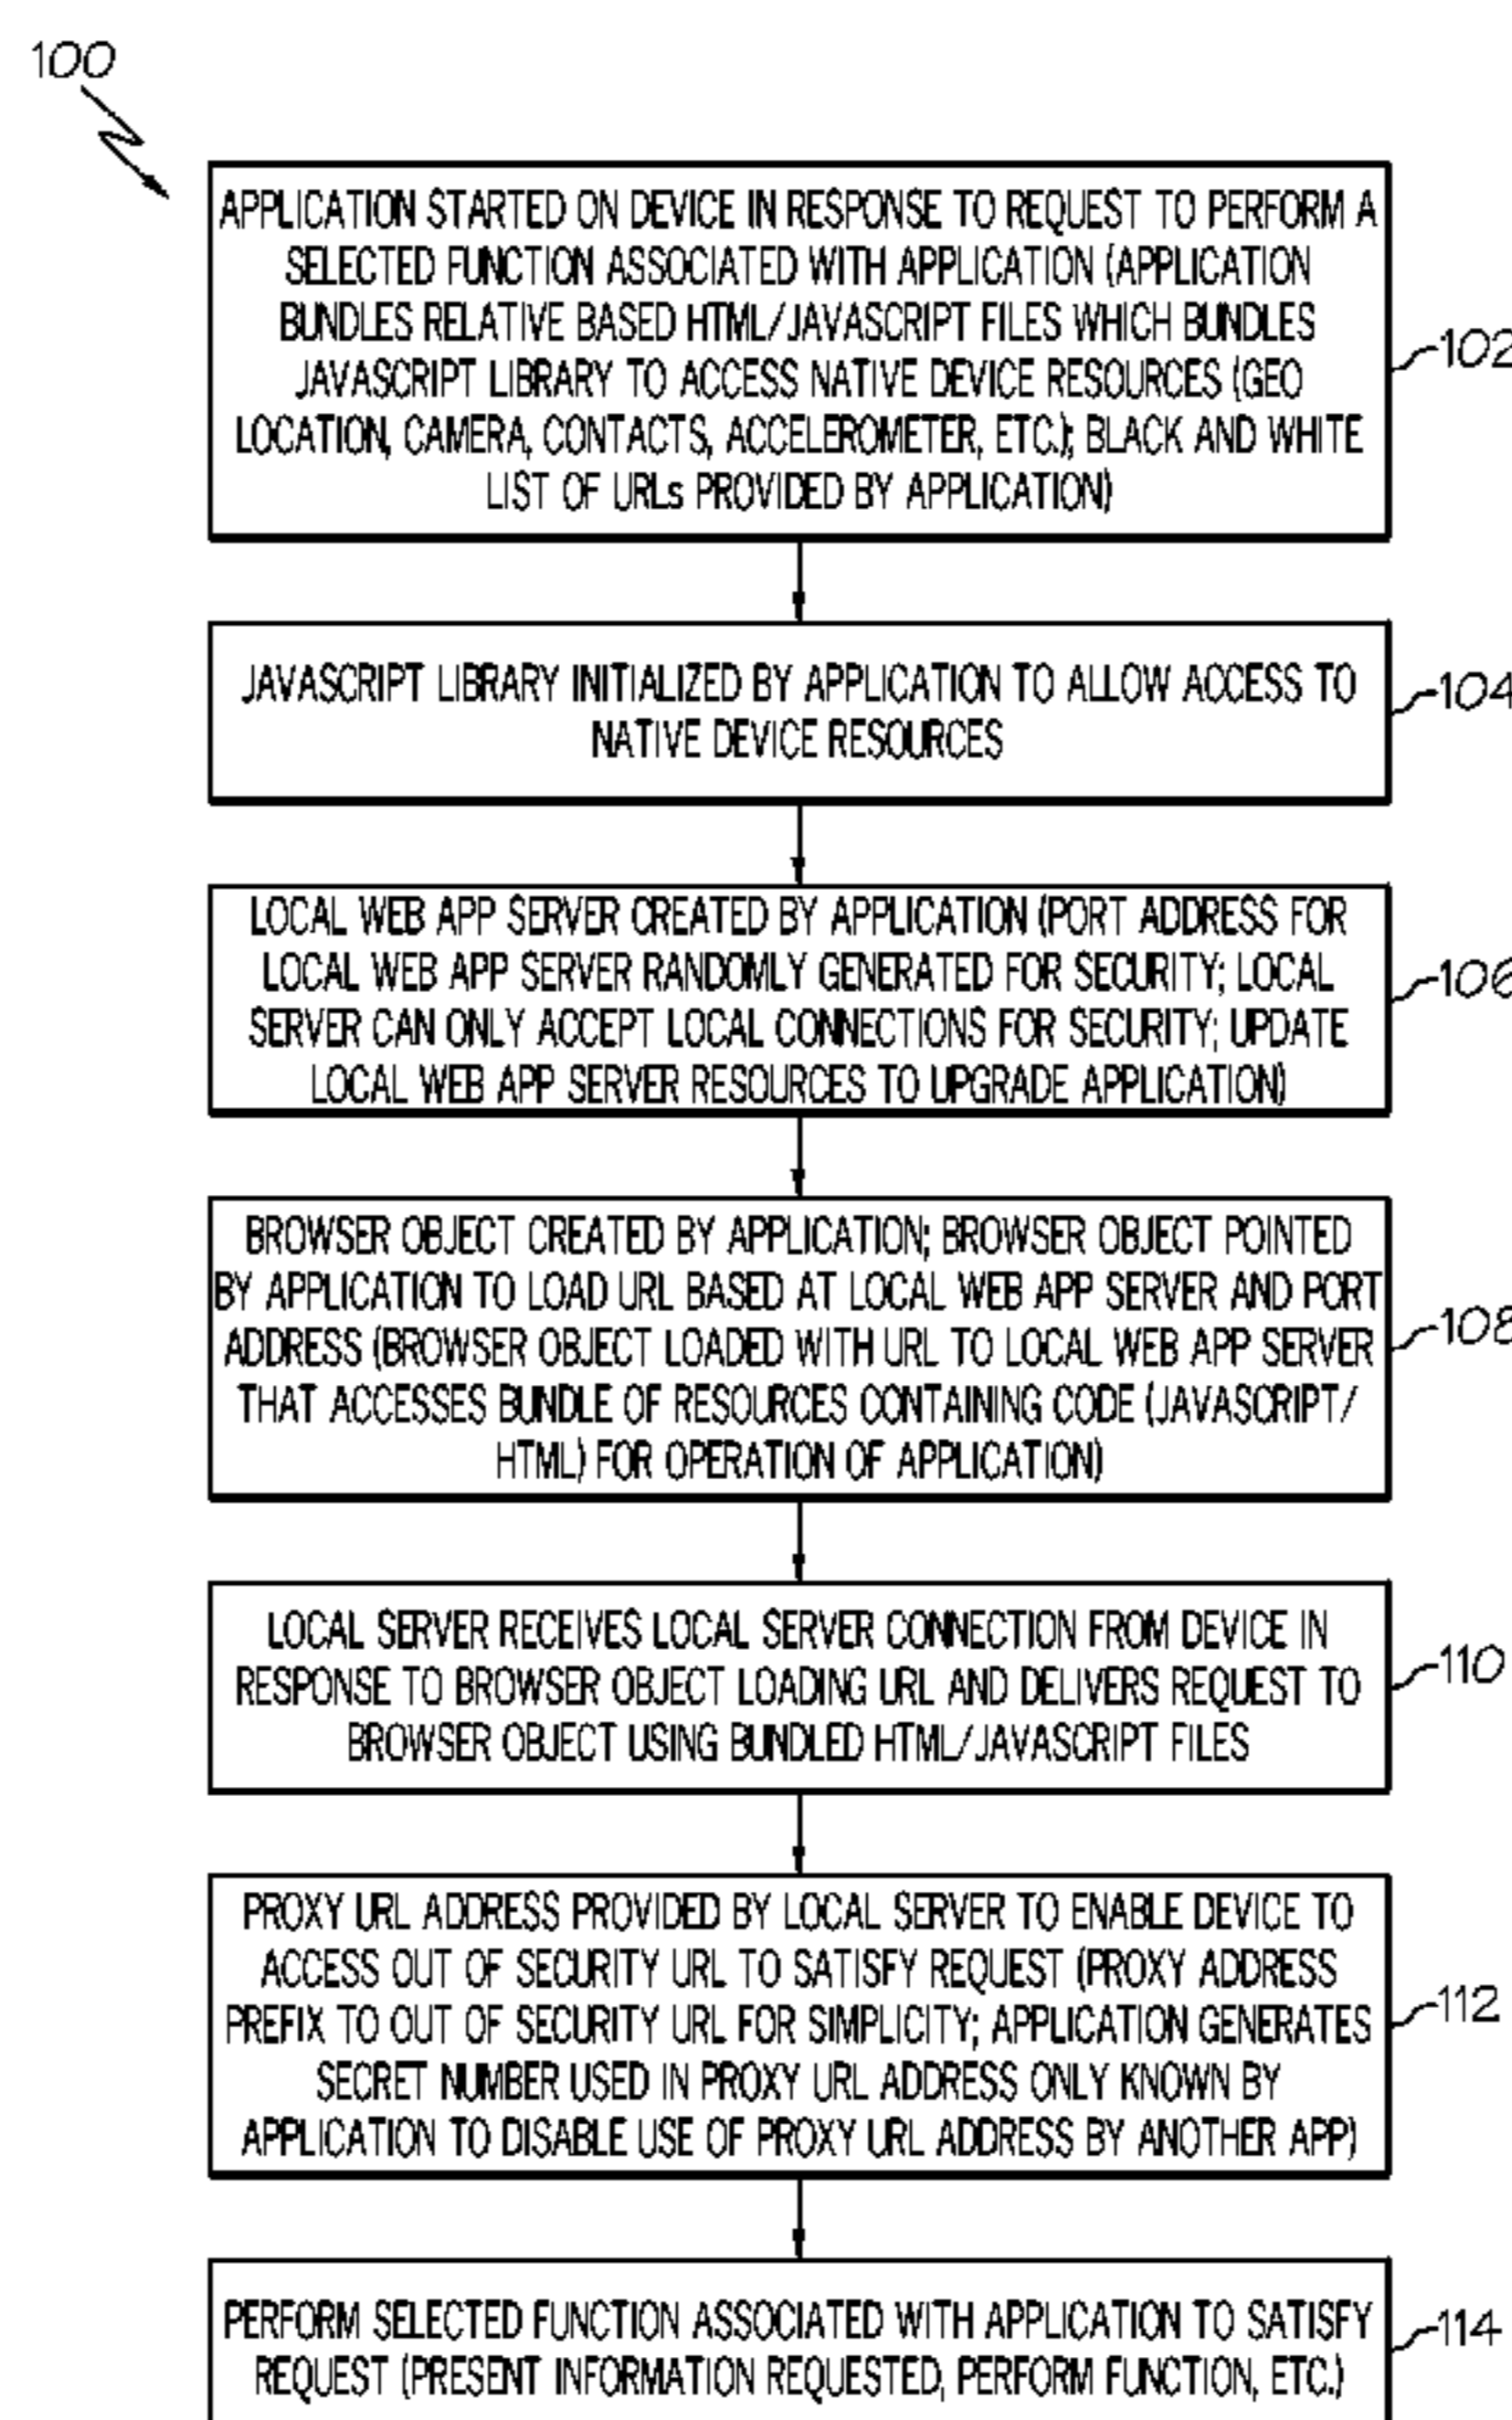 100
APPLICATION STARTED ON DEVICE IN RESPONSE TO REQUEST TO PERFORM A
SELECTED FUNCTION ASSOCIATED WITH APPLICATION (APPLICATION
BUNDLES RELATIVE BASED HTML/JAVASCRIPT FILES WHICH BUNDLES
JAVASCRIPT LIBRARY TO ACCESS NATIVE DEVICE RESOURCES (GEO
LOCATION, CAMERA, CONTACTS, ACCELEROMETER, ETC.); BLACK AND WHITE
LIST OF URLs PROVIDED BY APPLICATION)
102
JAVASCRIPT LIBRARY INITIALIZED BY APPLICATION TO ALLOW ACCESS TO
NATIVE DEVICE RESOURCES
104
LOCAL WEB APP SERVER CREATED BY APPLICATION (PORT ADDRESS FOR
LOCAL WEB APP SERVER RANDOMLY GENERATED FOR SECURITY; LOCAL
SERVER CAN ONLY ACCEPT LOCAL CONNECTIONS FOR SECURITY; UPDATE
LOCAL WEB APP SERVER RESOURCES TO UPGRADE APPLICATION)
106
BROWSER OBJECT CREATED BY APPLICATION; BROWSER OBJECT POINTED
BY APPLICATION TO LOAD URL BASED AT LOCAL WEB APP SERVER AND PORT
ADDRESS (BROWSER OBJECT LOADED WITH URL TO LOCAL WEB APP SERVER
THAT ACCESSES BUNDLE OF RESOURCES CONTAINING CODE (JAVASCRIPT/
HTML) FOR OPERATION OF APPLICATION)
108
LOCAL SERVER RECEIVES LOCAL SERVER CONNECTION FROM DEVICE IN
RESPONSE TO BROWSER OBJECT LOADING URL AND DELIVERS REQUEST TO
BROWSER OBJECT USING BUNDLED HTML/JAVASCRIPT FILES
110
PROXY URL ADDRESS PROVIDED BY LOCAL SERVER TO ENABLE DEVICE TO
ACCESS OUT OF SECURITY URL TO SATISFY REQUEST (PROXY ADDRESS
PREFIX TO OUT OF SECURITY URL FOR SIMPLICITY; APPLICATION GENERATES
SECRET NUMBER USED IN PROXY URL ADDRESS ONLY KNOWN BY
APPLICATION TO DISABLE USE OF PROXY URL ADDRESS BY ANOTHER APP)
112
PERFORM SELECTED FUNCTION ASSOCIATED WITH APPLICATION TO SATISFY
REQUEST (PRESENT INFORMATION REQUESTED, PERFORM FUNCTION, ETC.)
114